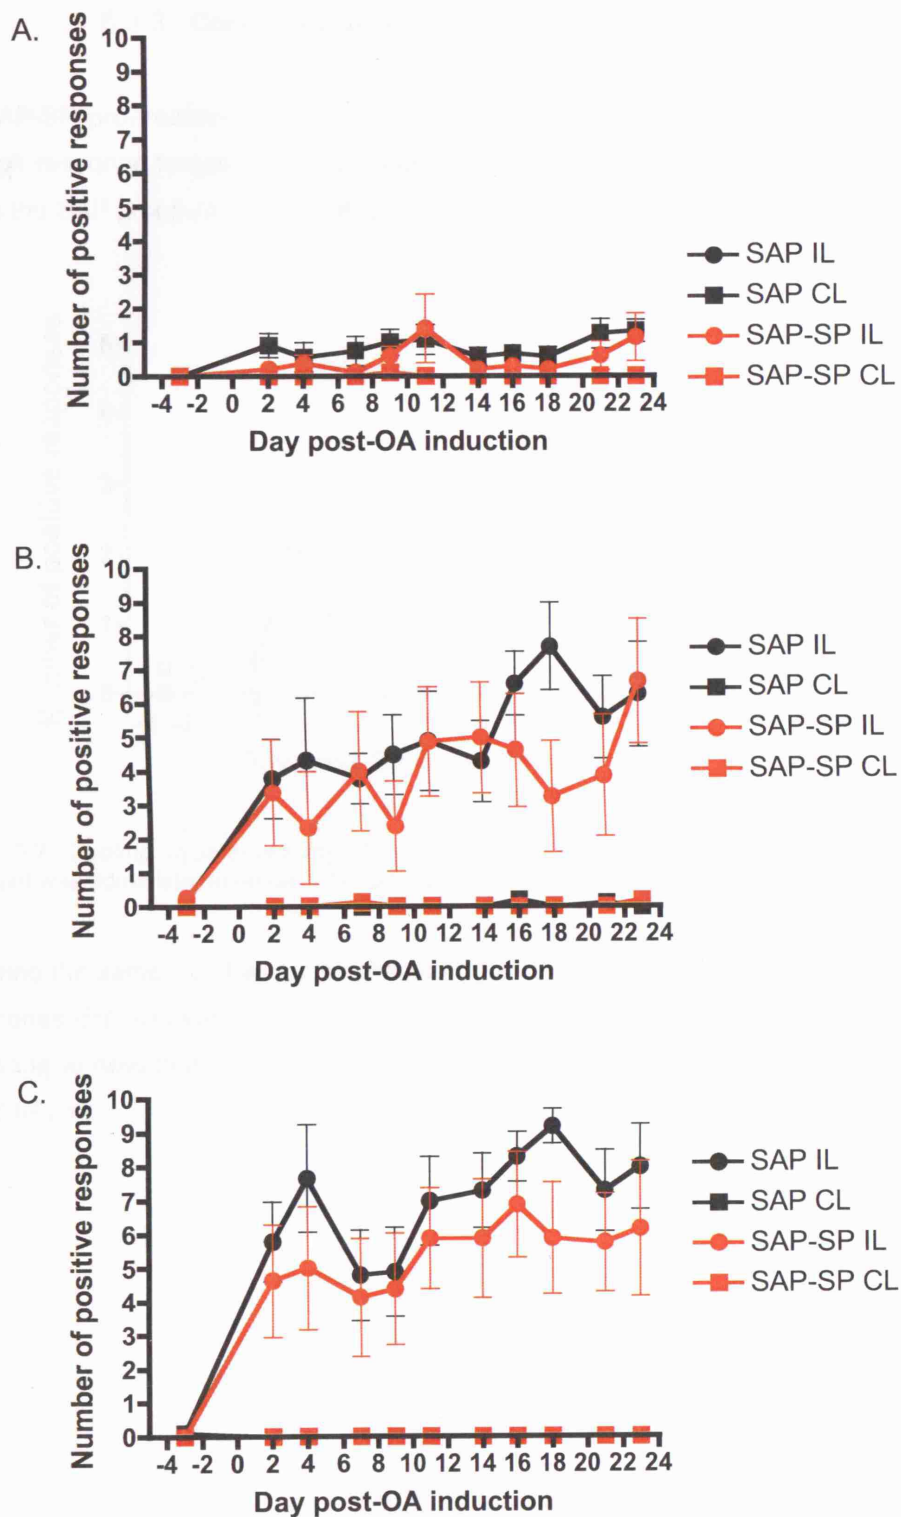 A.
Number of positive responses
10
9
8
7
6
5
4
3
2
1
0
-4 -2 0 2 4 6 8 10 12 14 16 18 20 22 24
Day post-OA induction
SAP IL
SAP CL
SAP-SP IL
SAP-SP CL
B.
Number of positive responses
10
9
8
7
6
5
4
3
2
1
0
-4 -2 0 2 4 6 8 10 12 14 16 18 20 22 24
Day post-OA induction
SAP IL
SAP CL
SAP-SP IL
SAP-SP CL
C.
Number of positive responses
10
9
8
7
6
5
4
3
2
1
0
-4 -2 0 2 4 6 8 10 12 14 16 18 20 22 24
Day post-OA induction
SAP IL
SAP CL
SAP-SP IL
SAP-SP CL